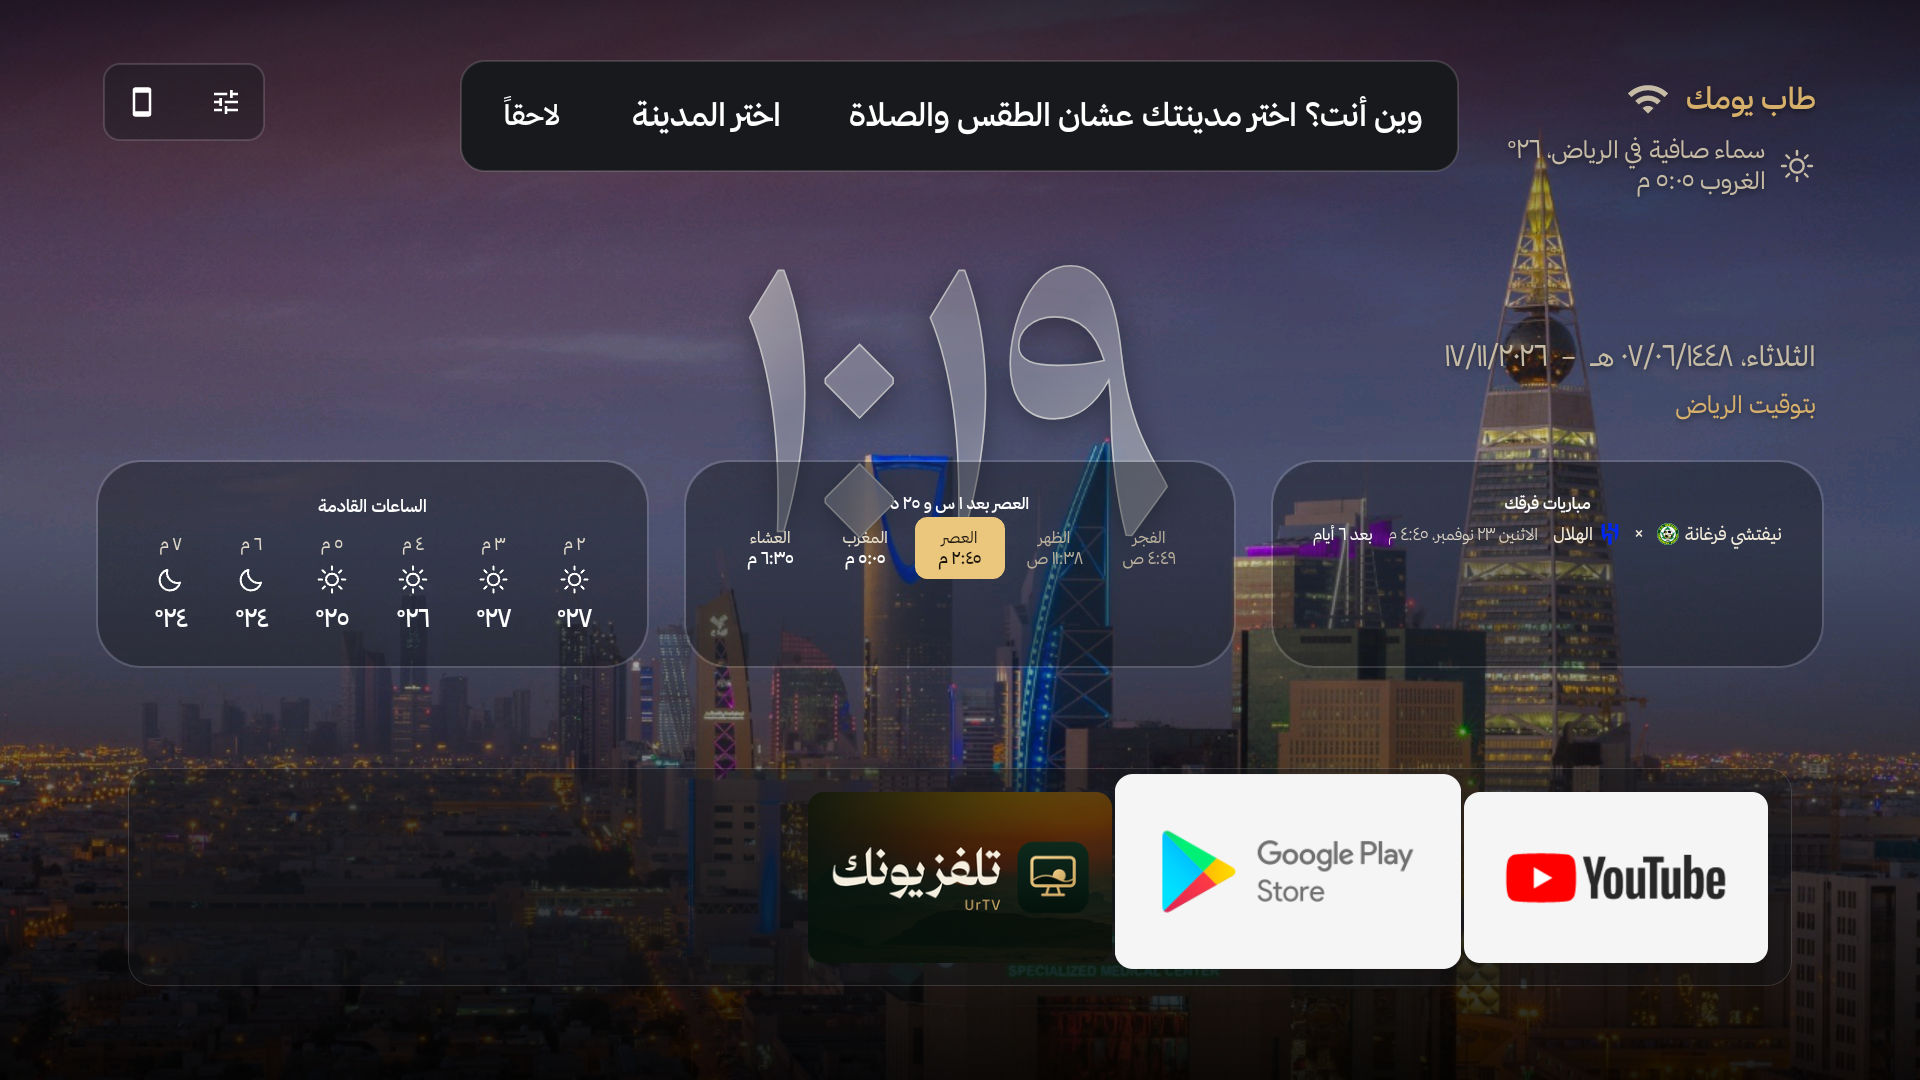 طاب يومك
سماء صافية في الرياض، ٢٦°
الغروب ٥:٠٥ م
وين أنت؟ اختر مدينتك عشان الطقس والصلاة
اختر المدينة
لاحقاً
١:١٩
الثلاثاء، ٠٧/٠٦/١٤٤٨ هـ – ١٧/١١/٢٠٢٦
بتوقيت الرياض
مباريات فرقك
نيفتشي فرغانة × الهلال الاثنين ٢٣ نوفمبر، ٤:٤٥ م بعد ٦ أيام
العصر بعد ١ س و ٢٥ د
الفجر الظهر العصر المغرب العشاء
٤:٤٩ ص ١١:٣٨ ص ٢:٤٥ م ٥:٠٥ م ٦:٣٥ م
الساعات القادمة
٢ م ٣ م ٤ م ٥ م ٦ م ٧ م
٢٧° ٢٧° ٢٦° ٢٥° ٢٤° ٢٤°
YouTube
Google Play
Store
تلفزيونك
UrTV
SPECIALIZED MEDICAL CENTER